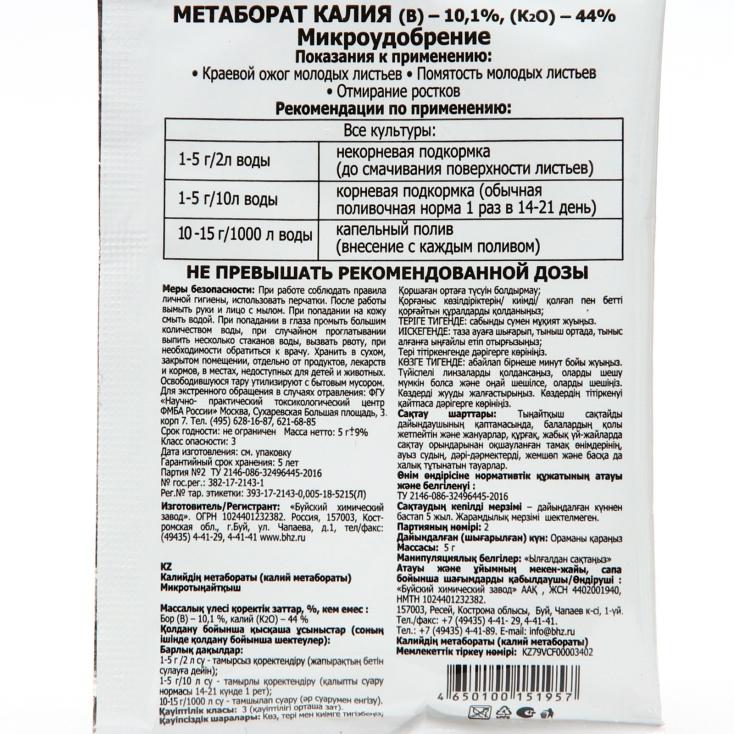 МЕТАБОРАТ КАЛИЯ (B) – 10,1%, (K₂O) – 44%
Микроудобрение
Показания к применению:
• Краевой ожог молодых листьев • Помятость молодых листьев
• Отмирание ростков
Рекомендации по применению:
Все культуры:
1-5 г/2л воды
некорневая подкормка
(до смачивания поверхности листьев)
1-5 г/10л воды
корневая подкормка (обычная
поливочная норма 1 раз в 14-21 день)
10-15 г/1000 л воды
капельный полив
(внесение с каждым поливом)
НЕ ПРЕВЫШАТЬ РЕКОМЕНДОВАННОЙ ДОЗЫ
Меры безопасности: При работе соблюдать правила
личной гигиены, использовать перчатки. После работы
вымыть руки и лицо с мылом. При попадании на кожу
смыть водой. При попадании в глаза промыть большим
количеством воды, при случайном проглатывании
выпить несколько стаканов воды, вызвать рвоту, при
необходимости обратиться к врачу. Хранить в сухом,
закрытом помещении, отдельно от продуктов, лекарств
и кормов, в местах, недоступных для детей и животных.
Освободившуюся тару утилизируют с бытовым мусором.
Для экстренного обращения в случаях отравления: ФГУ
«Научно- практический токсикологический центр
ФМБА России» Москва, Сухаревская Большая площадь, 3.
корп 7. Тел. (495) 628-16-87, 621-68-85
Срок годности: не ограничен Масса нетто: 5 г±9%
Класс опасности: 3
Дата изготовления: см. упаковку
Гарантийный срок хранения: 5 лет
Партия №2 ТУ 2146-086-32496445-2016
№ гос.рег.: 382-17-2143-1
Рег.№ тар. этикетки: 393-17-2143-0,005-18-5215(Л)
Изготовитель/Регистрант: «Буйский химический
завод». ОГРН 1024401232382. Россия, 157003, Кост-
ромская обл., г.Буй, ул. Чапаева, д.1, тел/факс:
(49435) 4-41-29, 4-41-41 www.bhz.ru
KZ
Калийдің метабораты (калий метабораты)
Микротыңайтқыш
Массалық үлесі қоректік заттар, %, кем емес :
Бор (B) – 10,1 %, калий (K₂O) – 44 %
Қолдану бойынша қысқаша ұсыныстар (соның
ішінде қолдану бойынша шектеулер):
Барлық дақылдар:
1-5 г/2 л су - тамырсыз қоректендіру (жапырақтың бетін
сулауға дейін);
1-5 г/10 л су - тамырлы қоректендіру (қалыпты суару
нормасы 14-21 күнде 1 рет);
10-15 г/1000 л су - тамшылап суару (әр суарумен енгізу).
Қауіптілік класы: 3 (қауіптілігі орташа зат).
Қауіпсіздік шаралары: Көз, тері мен киімге тигізбеңіз,
Қоршаған ортаға түсуін болдырмау;
Қорғаныс көзілдіріктерін/ киімді/ қолғап пен бетті
қорғайтын құралдарды қолданыңыз;
ТЕРІГЕ ТИГЕНДЕ: сабынды сумен мұқият жуыңыз.
ИІСКЕГЕНДЕ: таза ауаға шығарып, тыныш ортада, тыныс
алғанға ыңғайлы етіп отырғызыңыз;
Тері тітіркенгенде дәрігерге көрініңіз.
КӨЗГЕ ТИГЕНДЕ: абайлап бірнеше минут бойы жуыңыз.
Түйіспелі линзаларды қолдансаңыз, оларды шешу
мүмкін болса және оңай шешілсе, оларды шешіңіз.
Көздерді жууды жалғастырыңыз. Көздердің тітіркенуі
қайтпаса дәрігерге көрініңіз.
Сақтау шарттары: Тыңайтқыш сақтайды
дайындаушының қаптамасында, балалардың қолы
жетпейтін және жануарлар, құрғақ, жабық үй-жайларда
сақтау орындарынан оқшауланған тамақ өнімдерінің,
ауыз судың, дәрі-дәрмектерді, жемшөп және басқа да
халық тұтынатын тауарлар.
Өнім өндірісіне нормативтік құжатының атауы
және белгіленуі :
ТУ 2146-086-32496445-2016
Сақтаудың кепілді мерзімі – дайындалған күннен
бастап 5 жыл. Жарамдылық мерзімі шектелмеген.
Партияның нөмірі: 2
Дайындалған (шығарылған) күн: Ораманы қараңыз
Массасы: 5 г
Манипуляциялық белгілер: «Ылғалдан сақтаңыз»
Атауы және ұйымның мекен-жайы, сапа
бойынша шағымдарды қабылдаушы/Өндіруші :
«Буйский химический завод» ААҚ , ЖСН 4402001940,
НМТН 1024401232382.
157003, Ресей, Кострома облысы, Буй, Чапаев к-сі, 1-үй.
Тел./факс: +7 (49435) 4-41- 29, 4-41-41.
Тел.: +7 (49435) 4-41-89. E-mail: info@bhz.ru
Калийдің метабораты (калий метабораты)
Мемлекеттік тіркеу нөмірі: KZ79VCF00003402
4 650100 151957